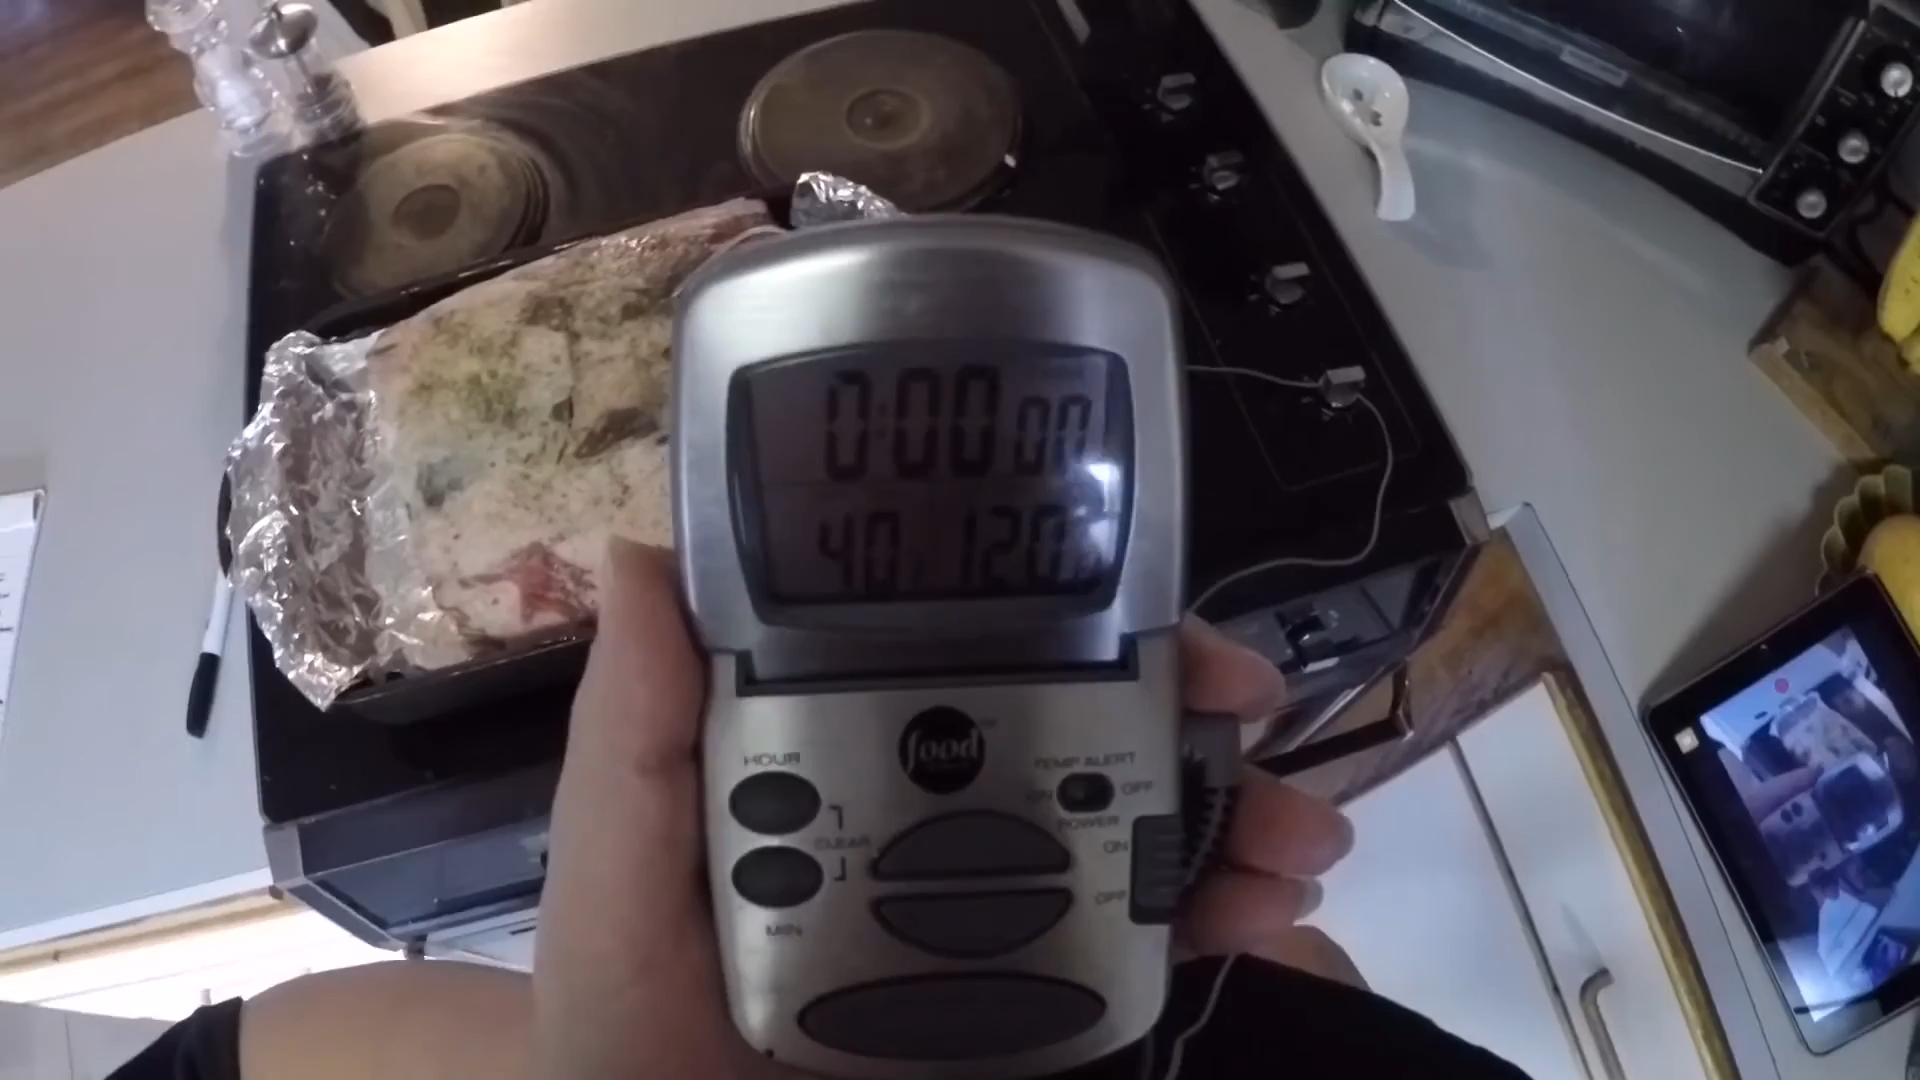 0:00 00
40 120
food
HOUR
TEMP ALERT
ON
OFF
POWER
CLEAR
ON
OFF
MIN